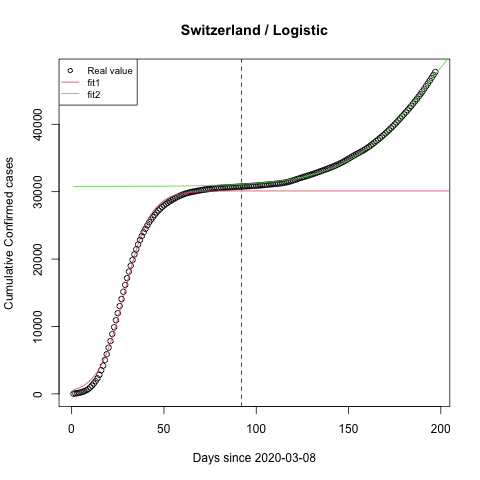 Switzerland / Logistic
Real value
fit1
fit2
Cumulative Confirmed cases
40000
30000
20000
10000
0
0 50 100 150 200
Days since 2020-03-08